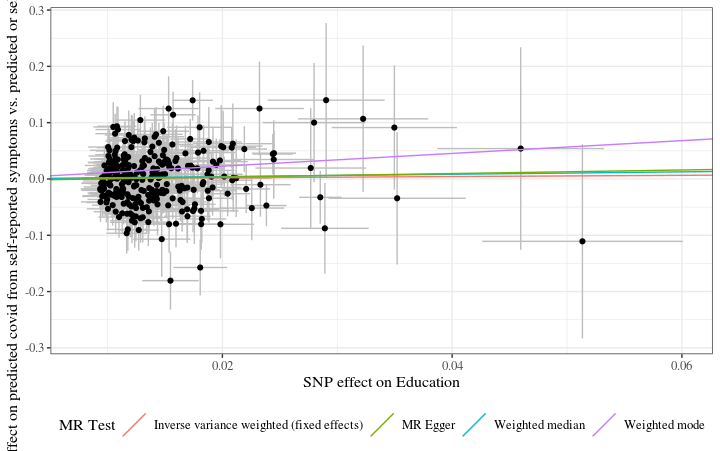 ffect on predicted covid from self-reported symptoms vs. predicted or se
0.3
0.2
0.1
0.0
-0.1
-0.2
-0.3
0.02
0.04
0.06
SNP effect on Education
MR Test
Inverse variance weighted (fixed effects)
MR Egger
Weighted median
Weighted mode